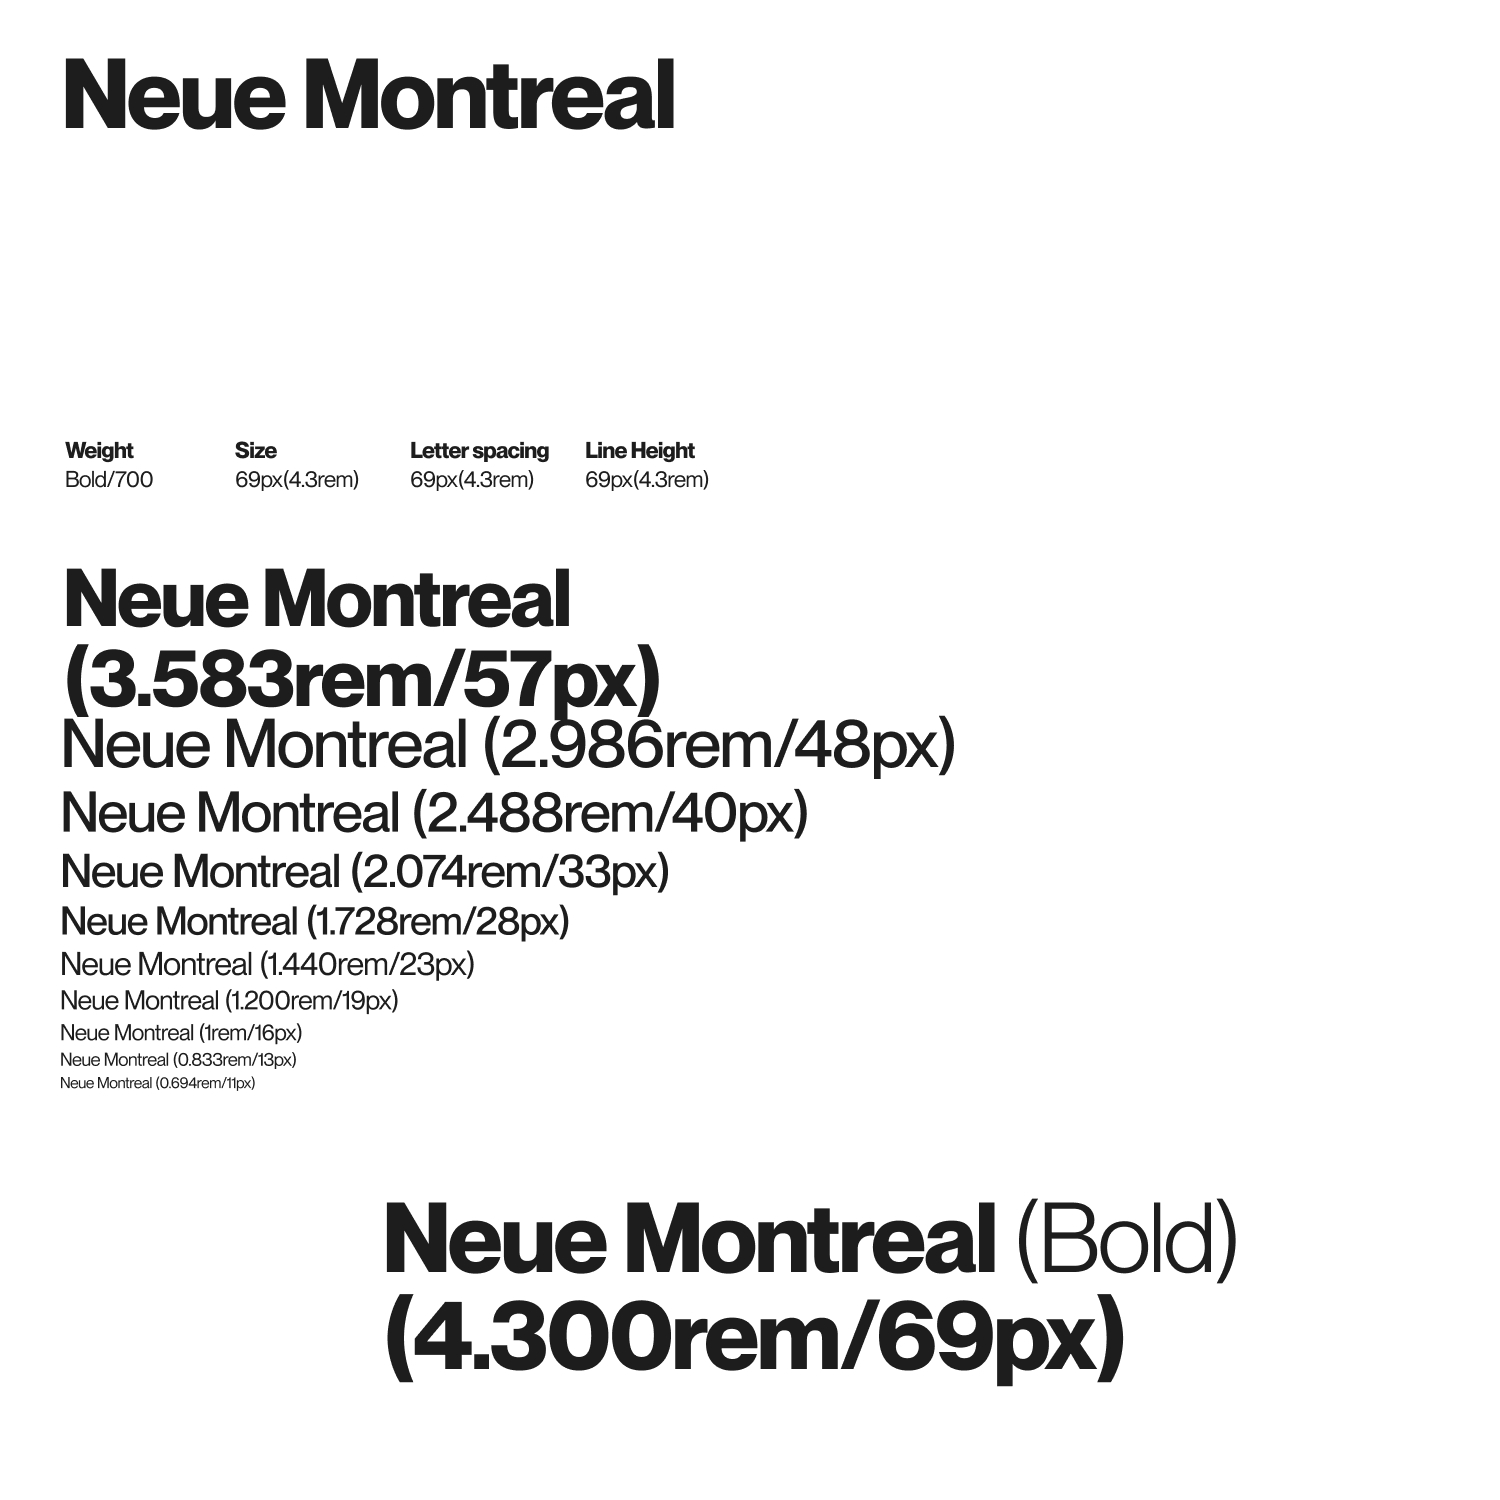 Neue Montreal
Weight Size Letter spacing Line Height
Bold/700 69px(4.3rem) 69px(4.3rem) 69px(4.3rem)
Neue Montreal
(3.583rem/57px)
Neue Montreal (2.986rem/48px)
Neue Montreal (2.488rem/40px)
Neue Montreal (2.074rem/33px)
Neue Montreal (1.728rem/28px)
Neue Montreal (1.440rem/23px)
Neue Montreal (1.200rem/19px)
Neue Montreal (1rem/16px)
Neue Montreal (0.833rem/13px)
Neue Montreal (0.694rem/11px)
Neue Montreal (Bold)
(4.300rem/69px)